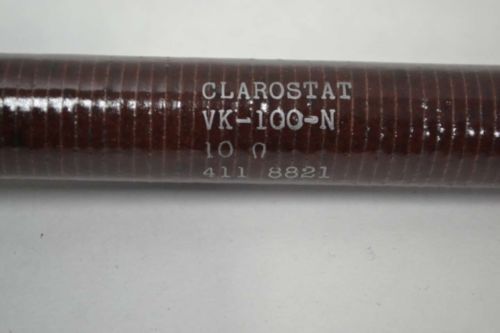 CLAROSTAT
VK-100-N
10 Ω
411 8821